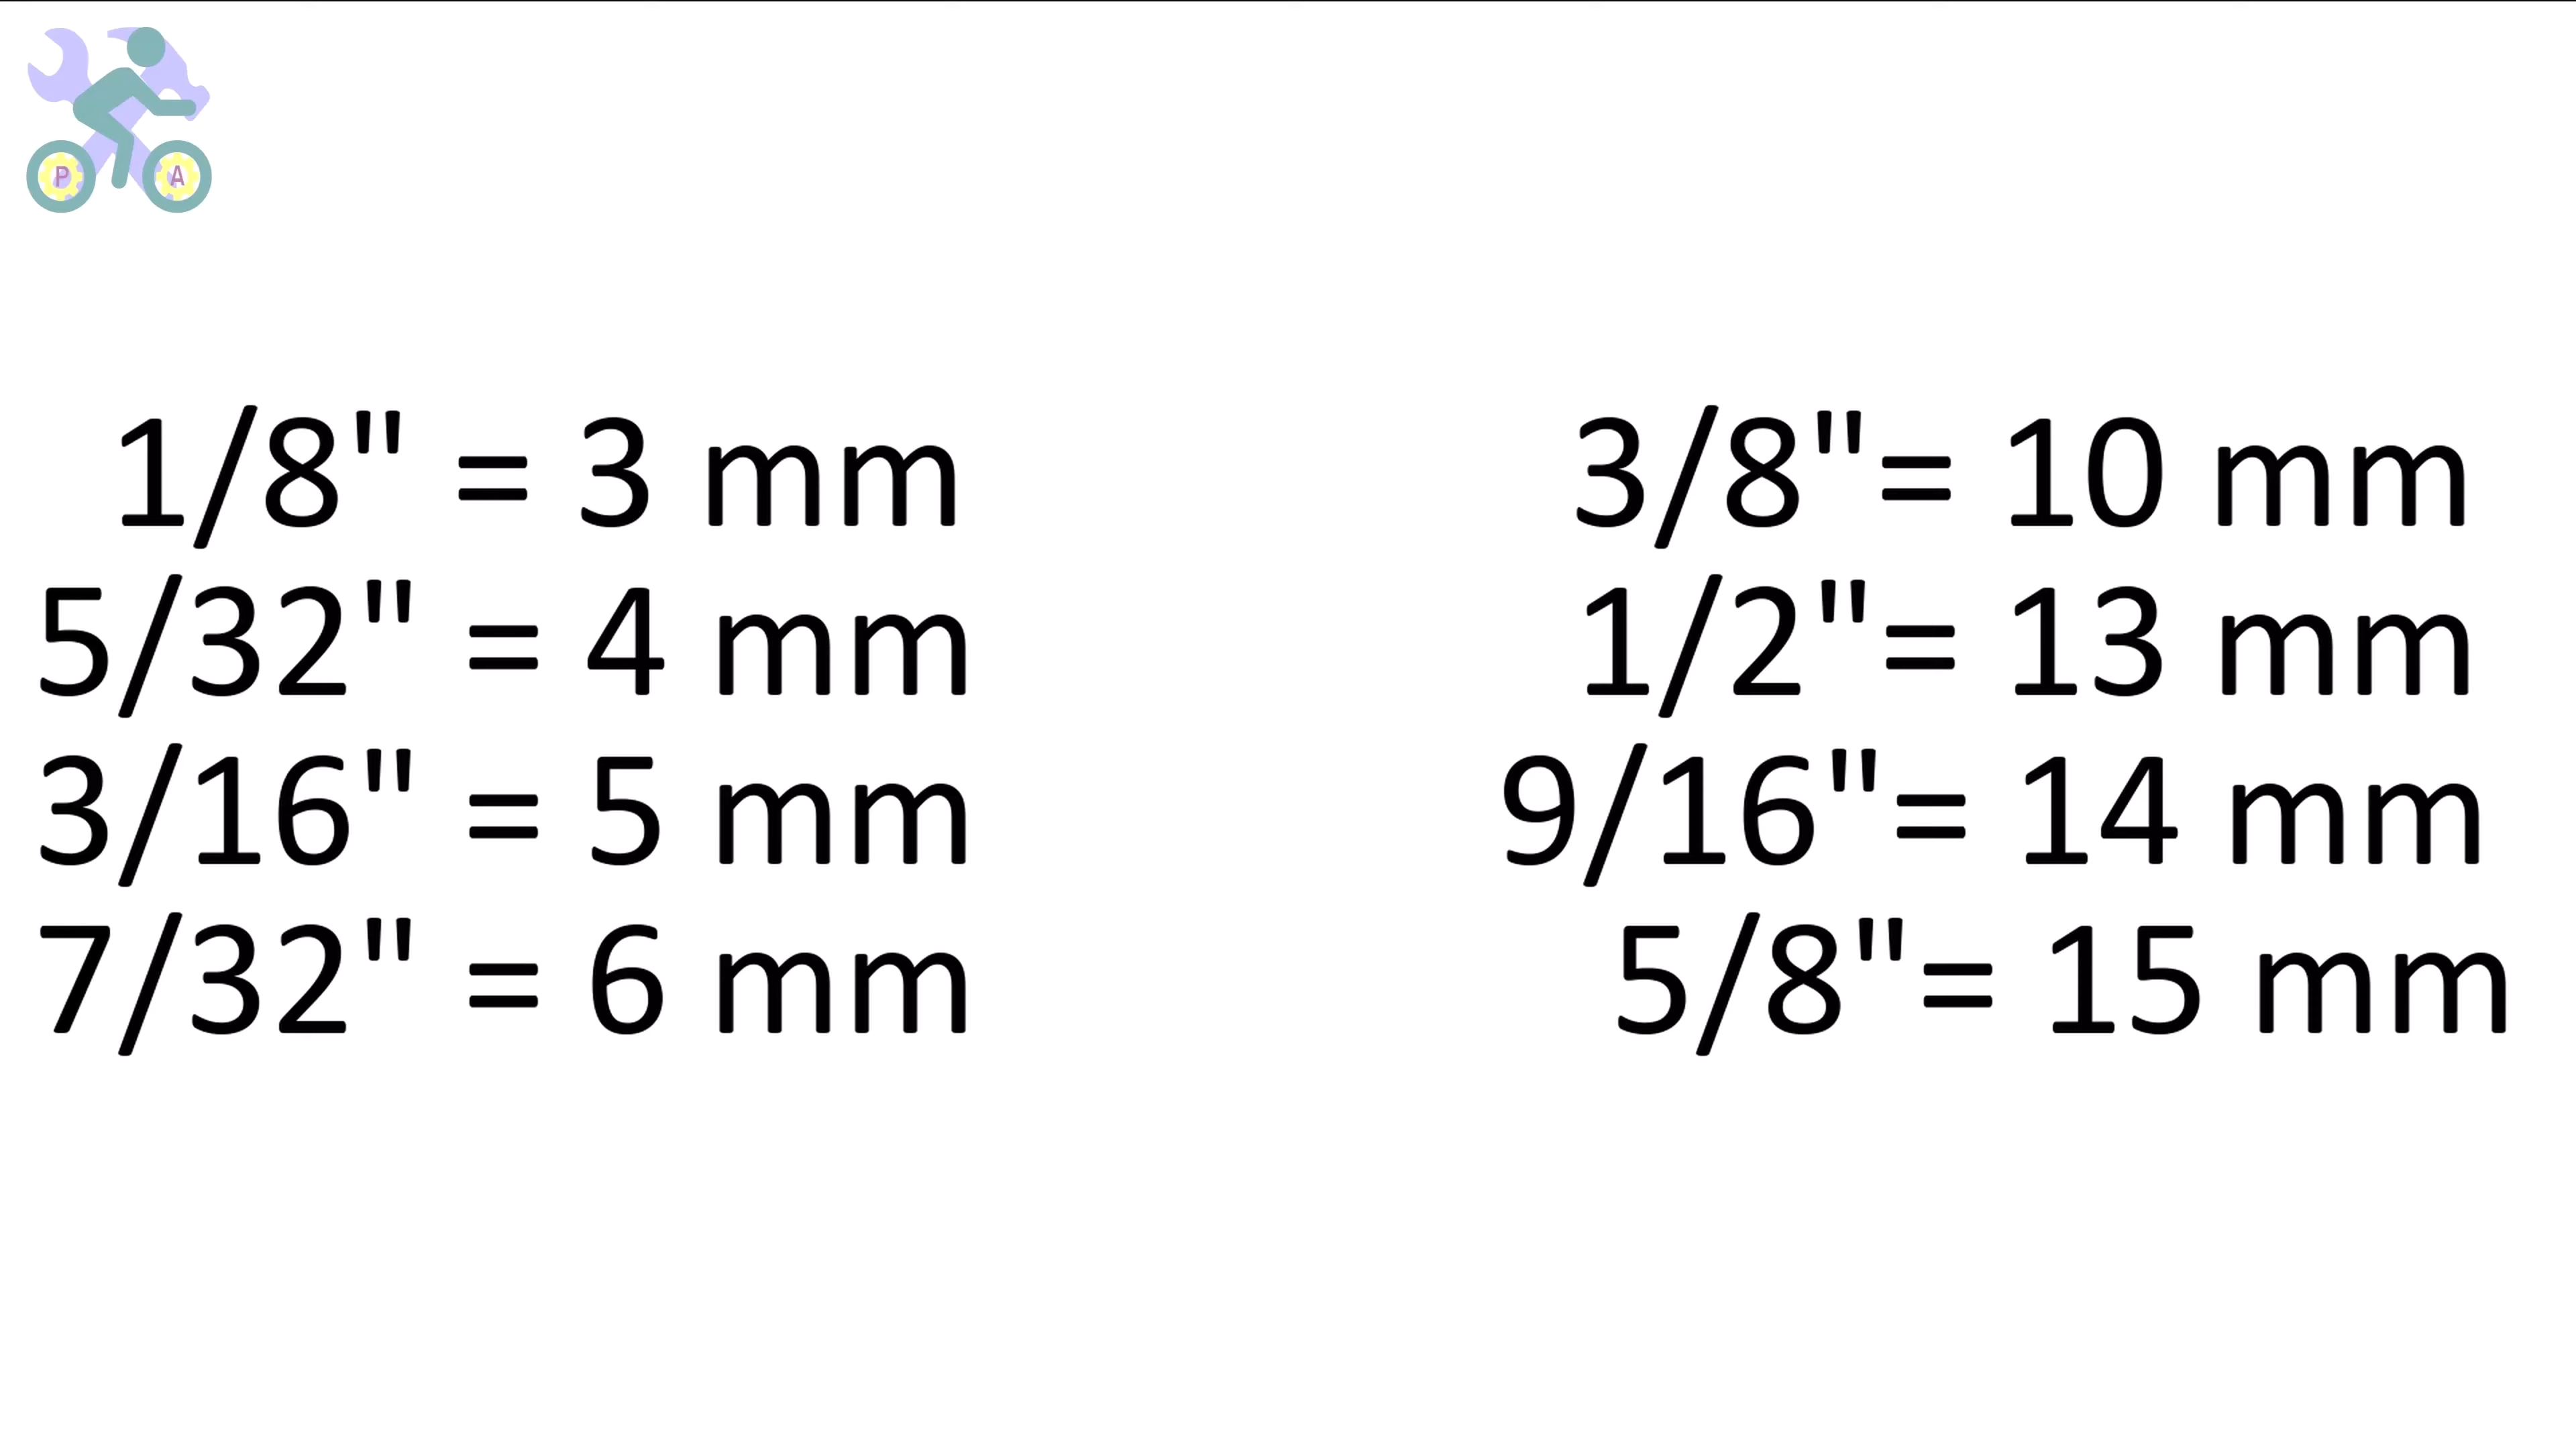 P A
1/8" = 3 mm
5/32" = 4 mm
3/16" = 5 mm
7/32" = 6 mm
3/8"= 10 mm
1/2"= 13 mm
9/16"= 14 mm
5/8"= 15 mm